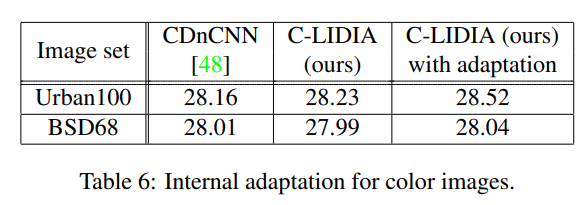 Image set CDnCNN [48] C-LIDIA (ours) C-LIDIA (ours) with adaptation
Urban100 28.16 28.23 28.52
BSD68 28.01 27.99 28.04
Table 6: Internal adaptation for color images.